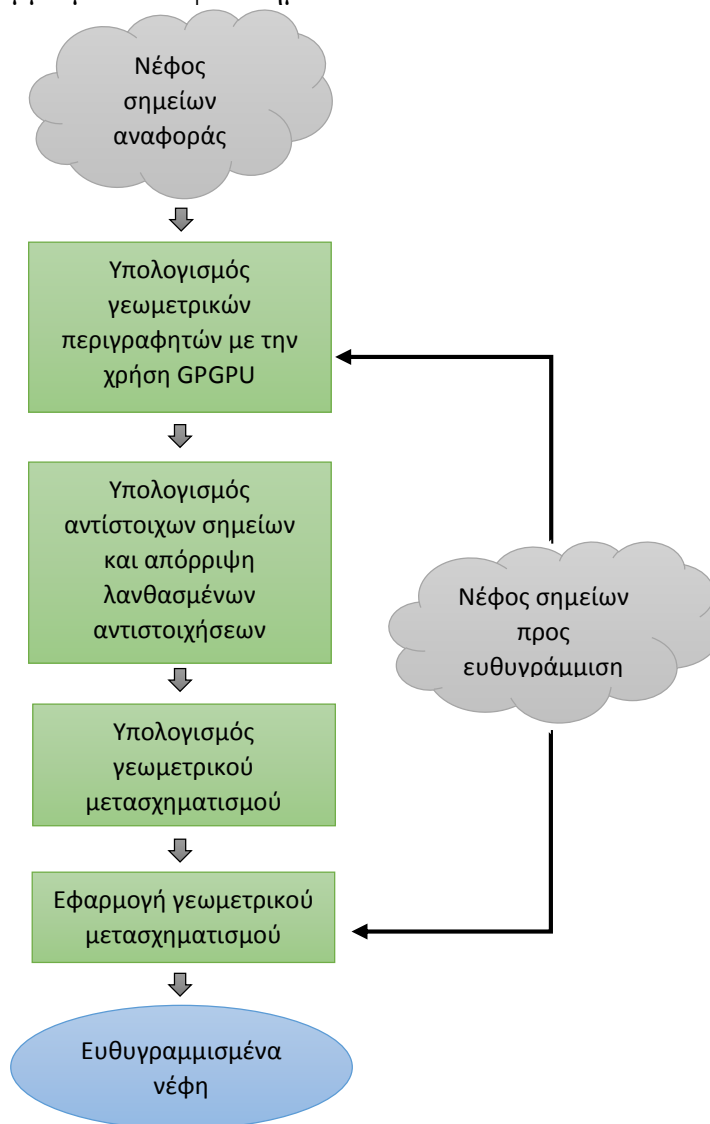 Νέφος
σημείων
αναφοράς
Υπολογισμός
γεωμετρικών
περιγραφητών με την
χρήση GPGPU
Υπολογισμός
αντίστοιχων σημείων
και απόρριψη
λανθασμένων
αντιστοιχήσεων
Νέφος σημείων
προς
ευθυγράμμιση
Υπολογισμός
γεωμετρικού
μετασχηματισμού
Εφαρμογή γεωμετρικού
μετασχηματισμού
Ευθυγραμμισμένα
νέφη